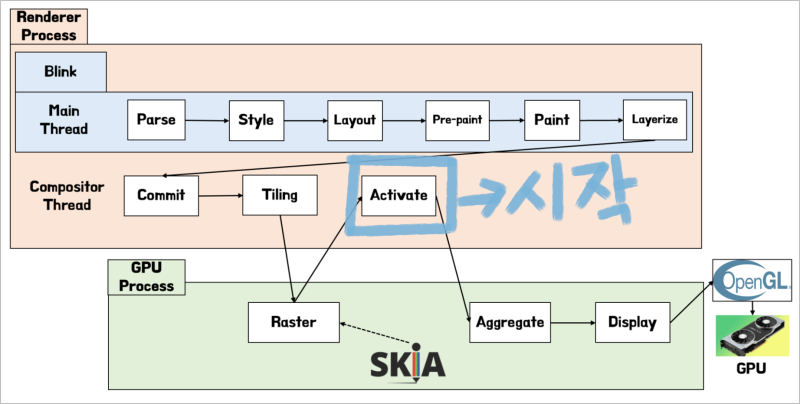 Renderer
Process
Blink
Main
Thread
Parse
Style
Layout
Pre-paint
Paint
Layerize
Compositor
Thread
Commit
Tiling
Activate
시작
GPU
Process
Raster
Aggregate
Display
SKiA
OpenGL
GPU